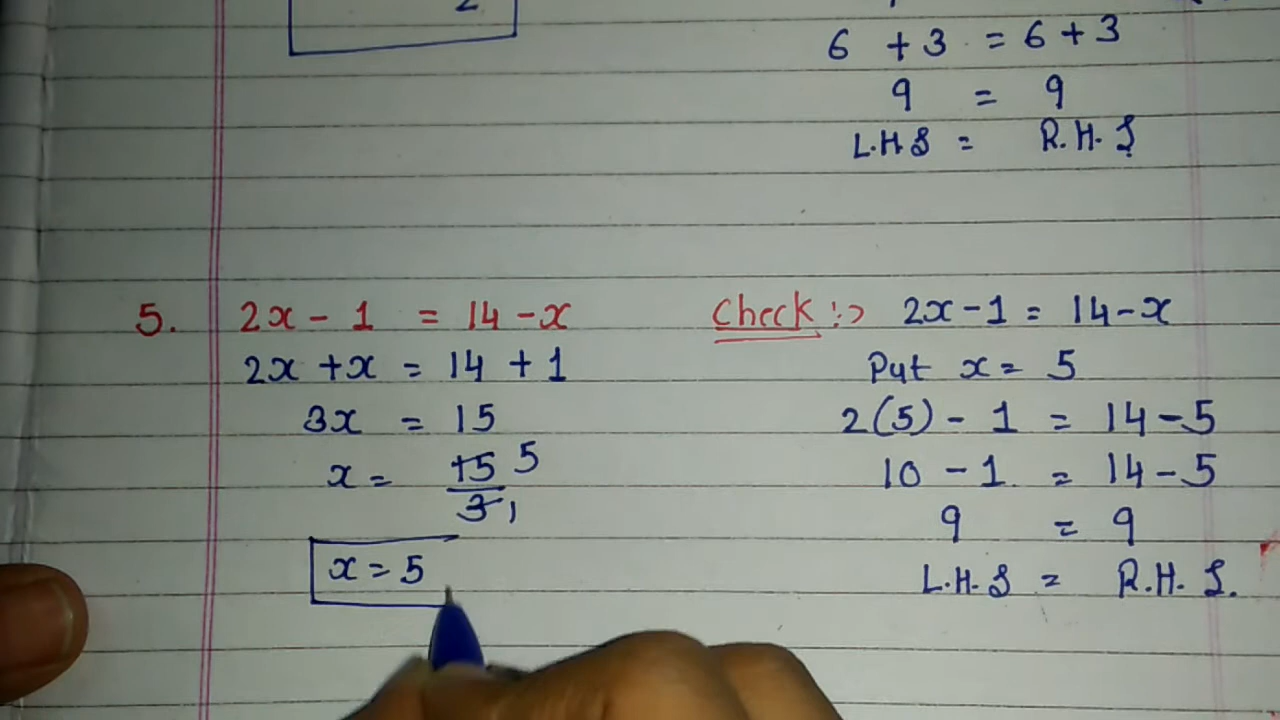 6 + 3 = 6 + 3
9 = 9
L.H.S = R.H.S
5. 2x - 1 = 14 - x
2x + x = 14 + 1
3x = 15
x = 15/3 5 1
x = 5
Check :-> 2x - 1 = 14 - x
Put x = 5
2(5) - 1 = 14 - 5
10 - 1 = 14 - 5
9 = 9
L.H.S = R.H.S.